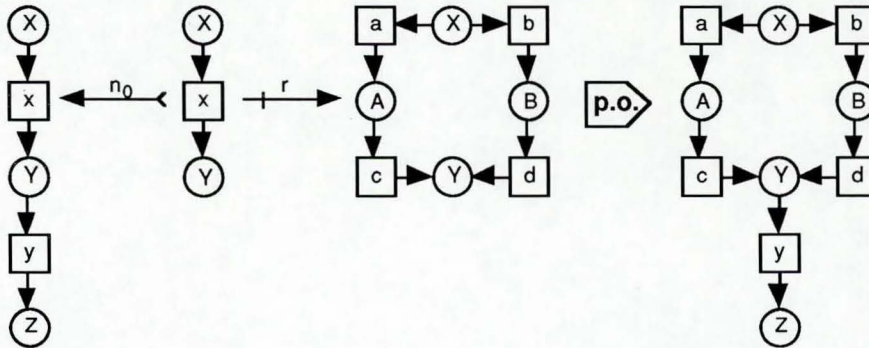 X X a X b a X b
x n₀ x r A B p.o. A B
Y Y c Y d c Y d
y y
Z Z